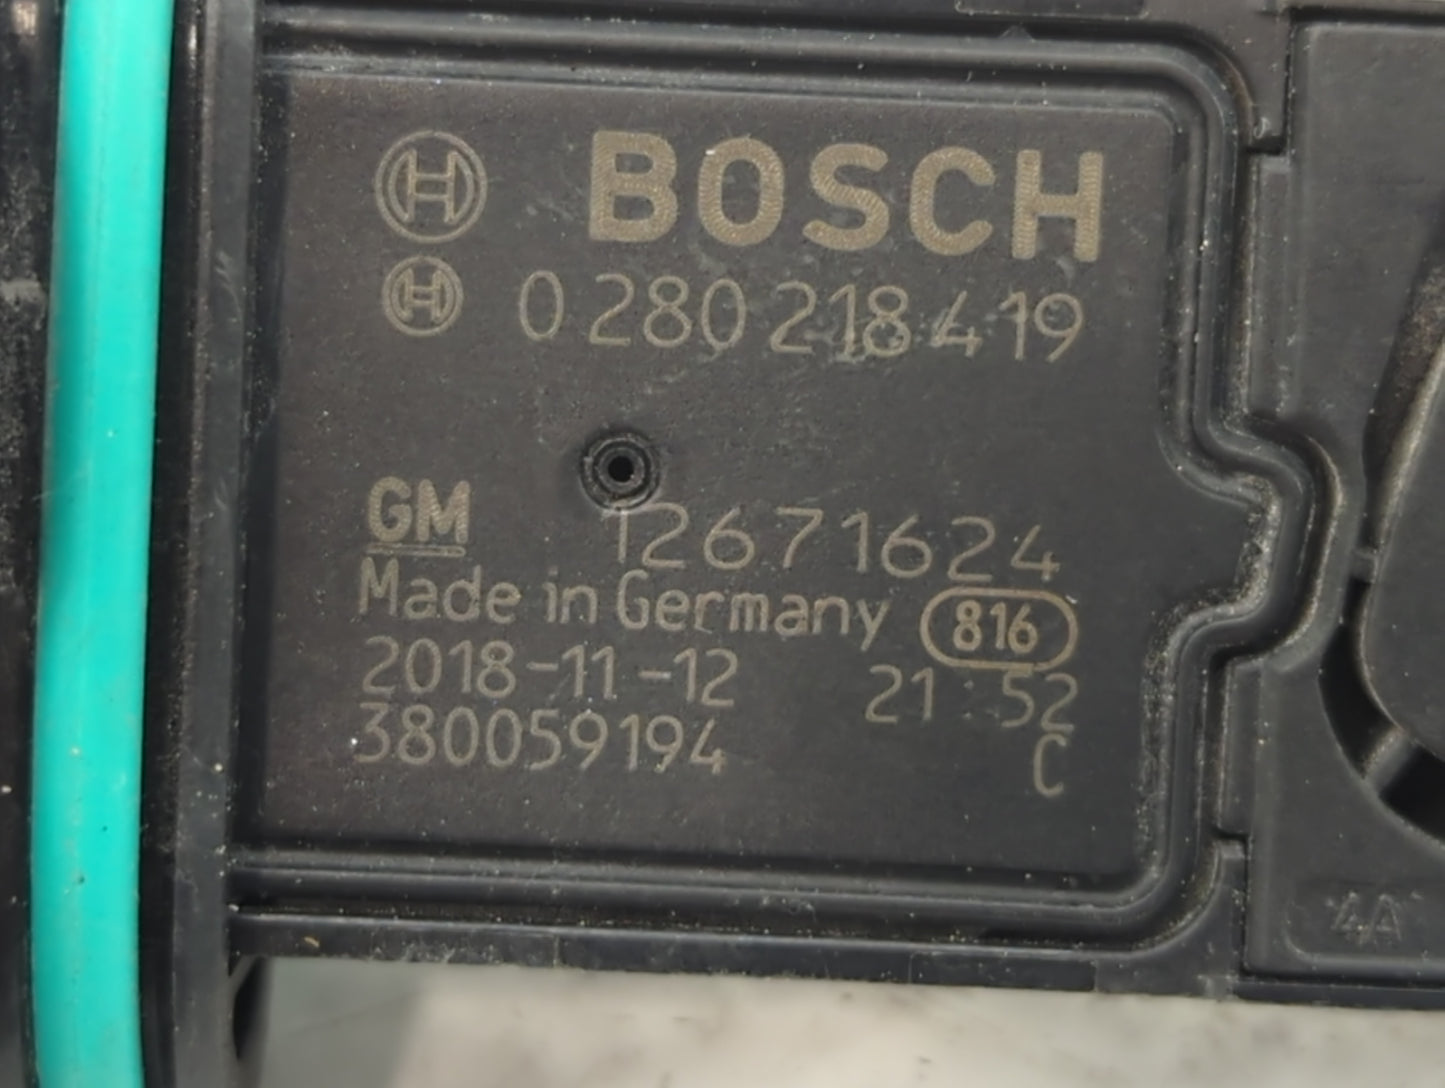 BOSCH
0 280 218 419
GM 12671624
Made in Germany 816
2018-11-12 21:52
380059194 C
4A